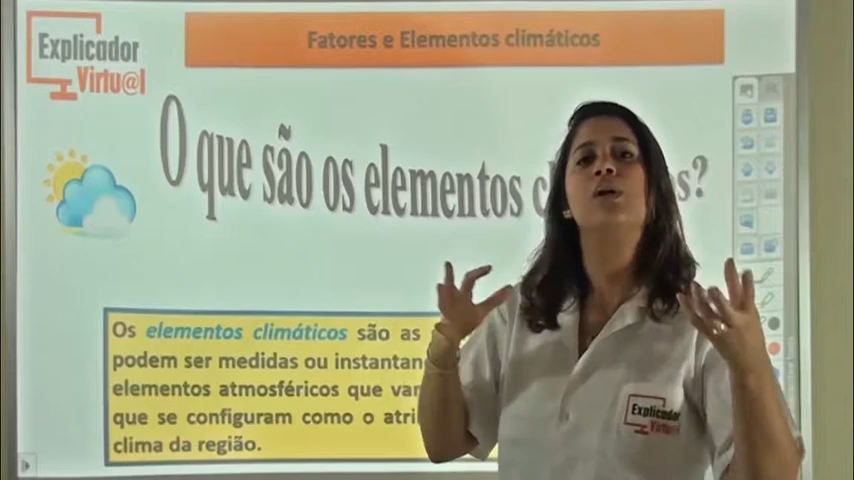 Explicador
Virtu@l
Fatores e Elementos climáticos
O que são os elementos
s?
Os elementos climáticos são as
podem ser medidas ou instantan
elementos atmosféricos que var
que se configuram como o atri
clima da região.
Explicador
Virtu@l